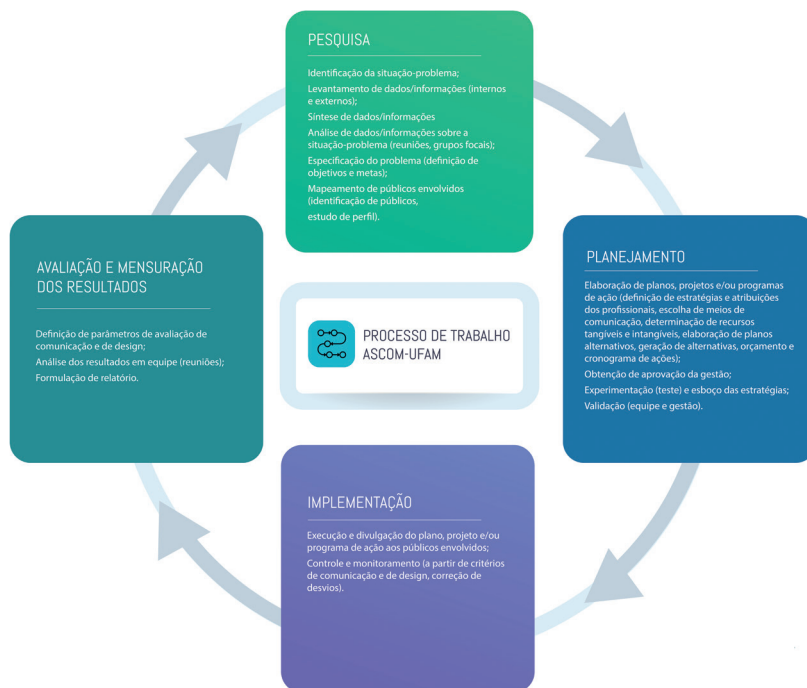 PESQUISA
Identificação da situação-problema;
Levantamento de dados/informações (internos
e externos);
Síntese de dados/informações
Análise de dados/informações sobre a
situação-problema (reuniões, grupos focais);
Especificação do problema (definição de
objetivos e metas);
Mapeamento de públicos envolvidos
(identificação de públicos,
estudo de perfil).
PLANEJAMENTO
Elaboração de planos, projetos e/ou programas
de ação (definição de estratégias e atribuições
dos profissionais, escolha de meios de
comunicação, determinação de recursos
tangíveis e intangíveis, elaboração de planos
alternativos, geração de alternativas, orçamento e
cronograma de ações);
Obtenção de aprovação da gestão;
Experimentação (teste) e esboço das estratégias;
Validação (equipe e gestão).
IMPLEMENTAÇÃO
Execução e divulgação do plano, projeto e/ou
programa de ação aos públicos envolvidos;
Controle e monitoramento (a partir de critérios
de comunicação e de design, correção de
desvios).
AVALIAÇÃO E MENSURAÇÃO
DOS RESULTADOS
Definição de parâmetros de avaliação de
comunicação e de design;
Análise dos resultados em equipe (reuniões);
Formulação de relatório.
PROCESSO DE TRABALHO
ASCOM-UFAM